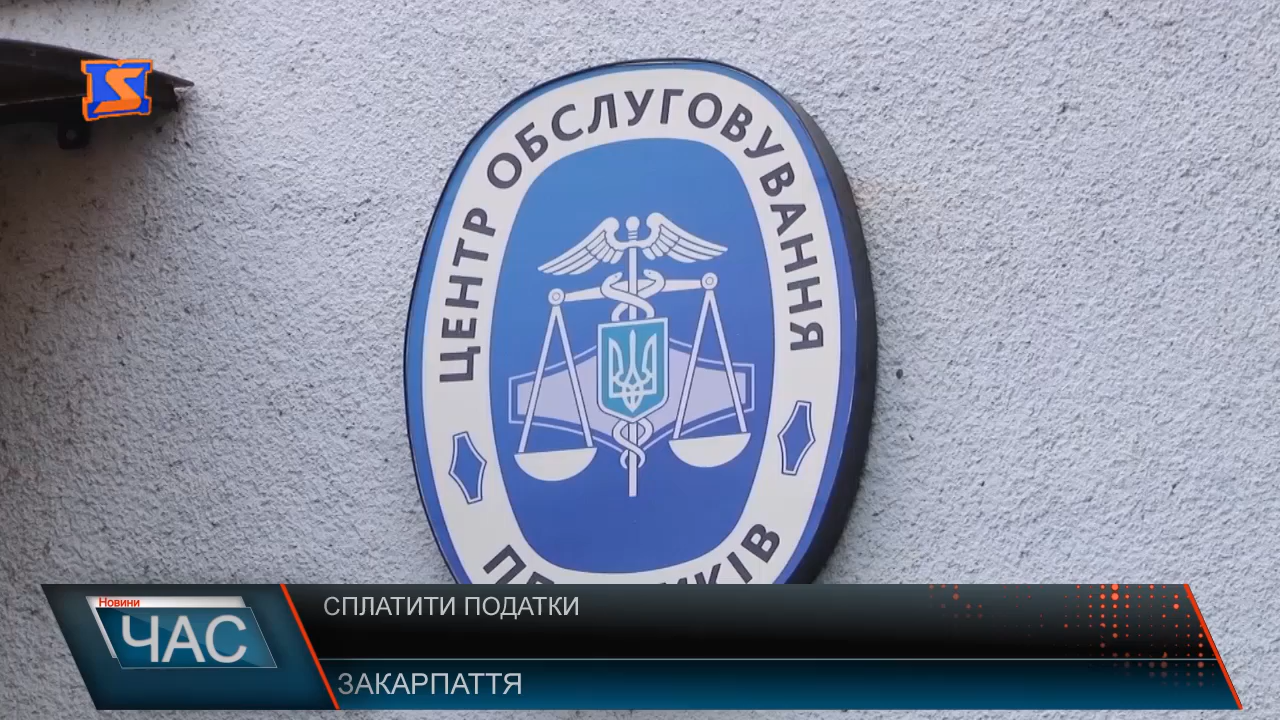 ЦЕНТР ОБСЛУГОВУВАННЯ
Новини
ЧАС
СПЛАТИТИ ПОДАТКИ
ЗАКАРПАТТЯ